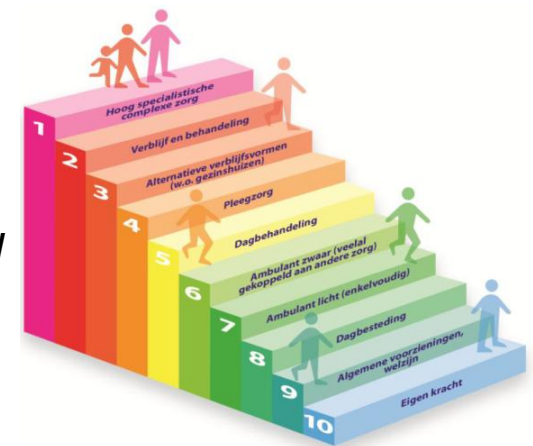 1
Hoog specialistische
complexe zorg
2
Verblijf en behandeling
3
Alternatieve verblijfsvormen
(w.o. gezinshuizen)
4
Pleegzorg
5
Dagbehandeling
6
Ambulant zwaar (veelal
gekoppeld aan andere zorg)
7
Ambulant licht (enkelvoudig)
8
Dagbesteding
9
Algemene voorzieningen,
welzijn
10
Eigen kracht